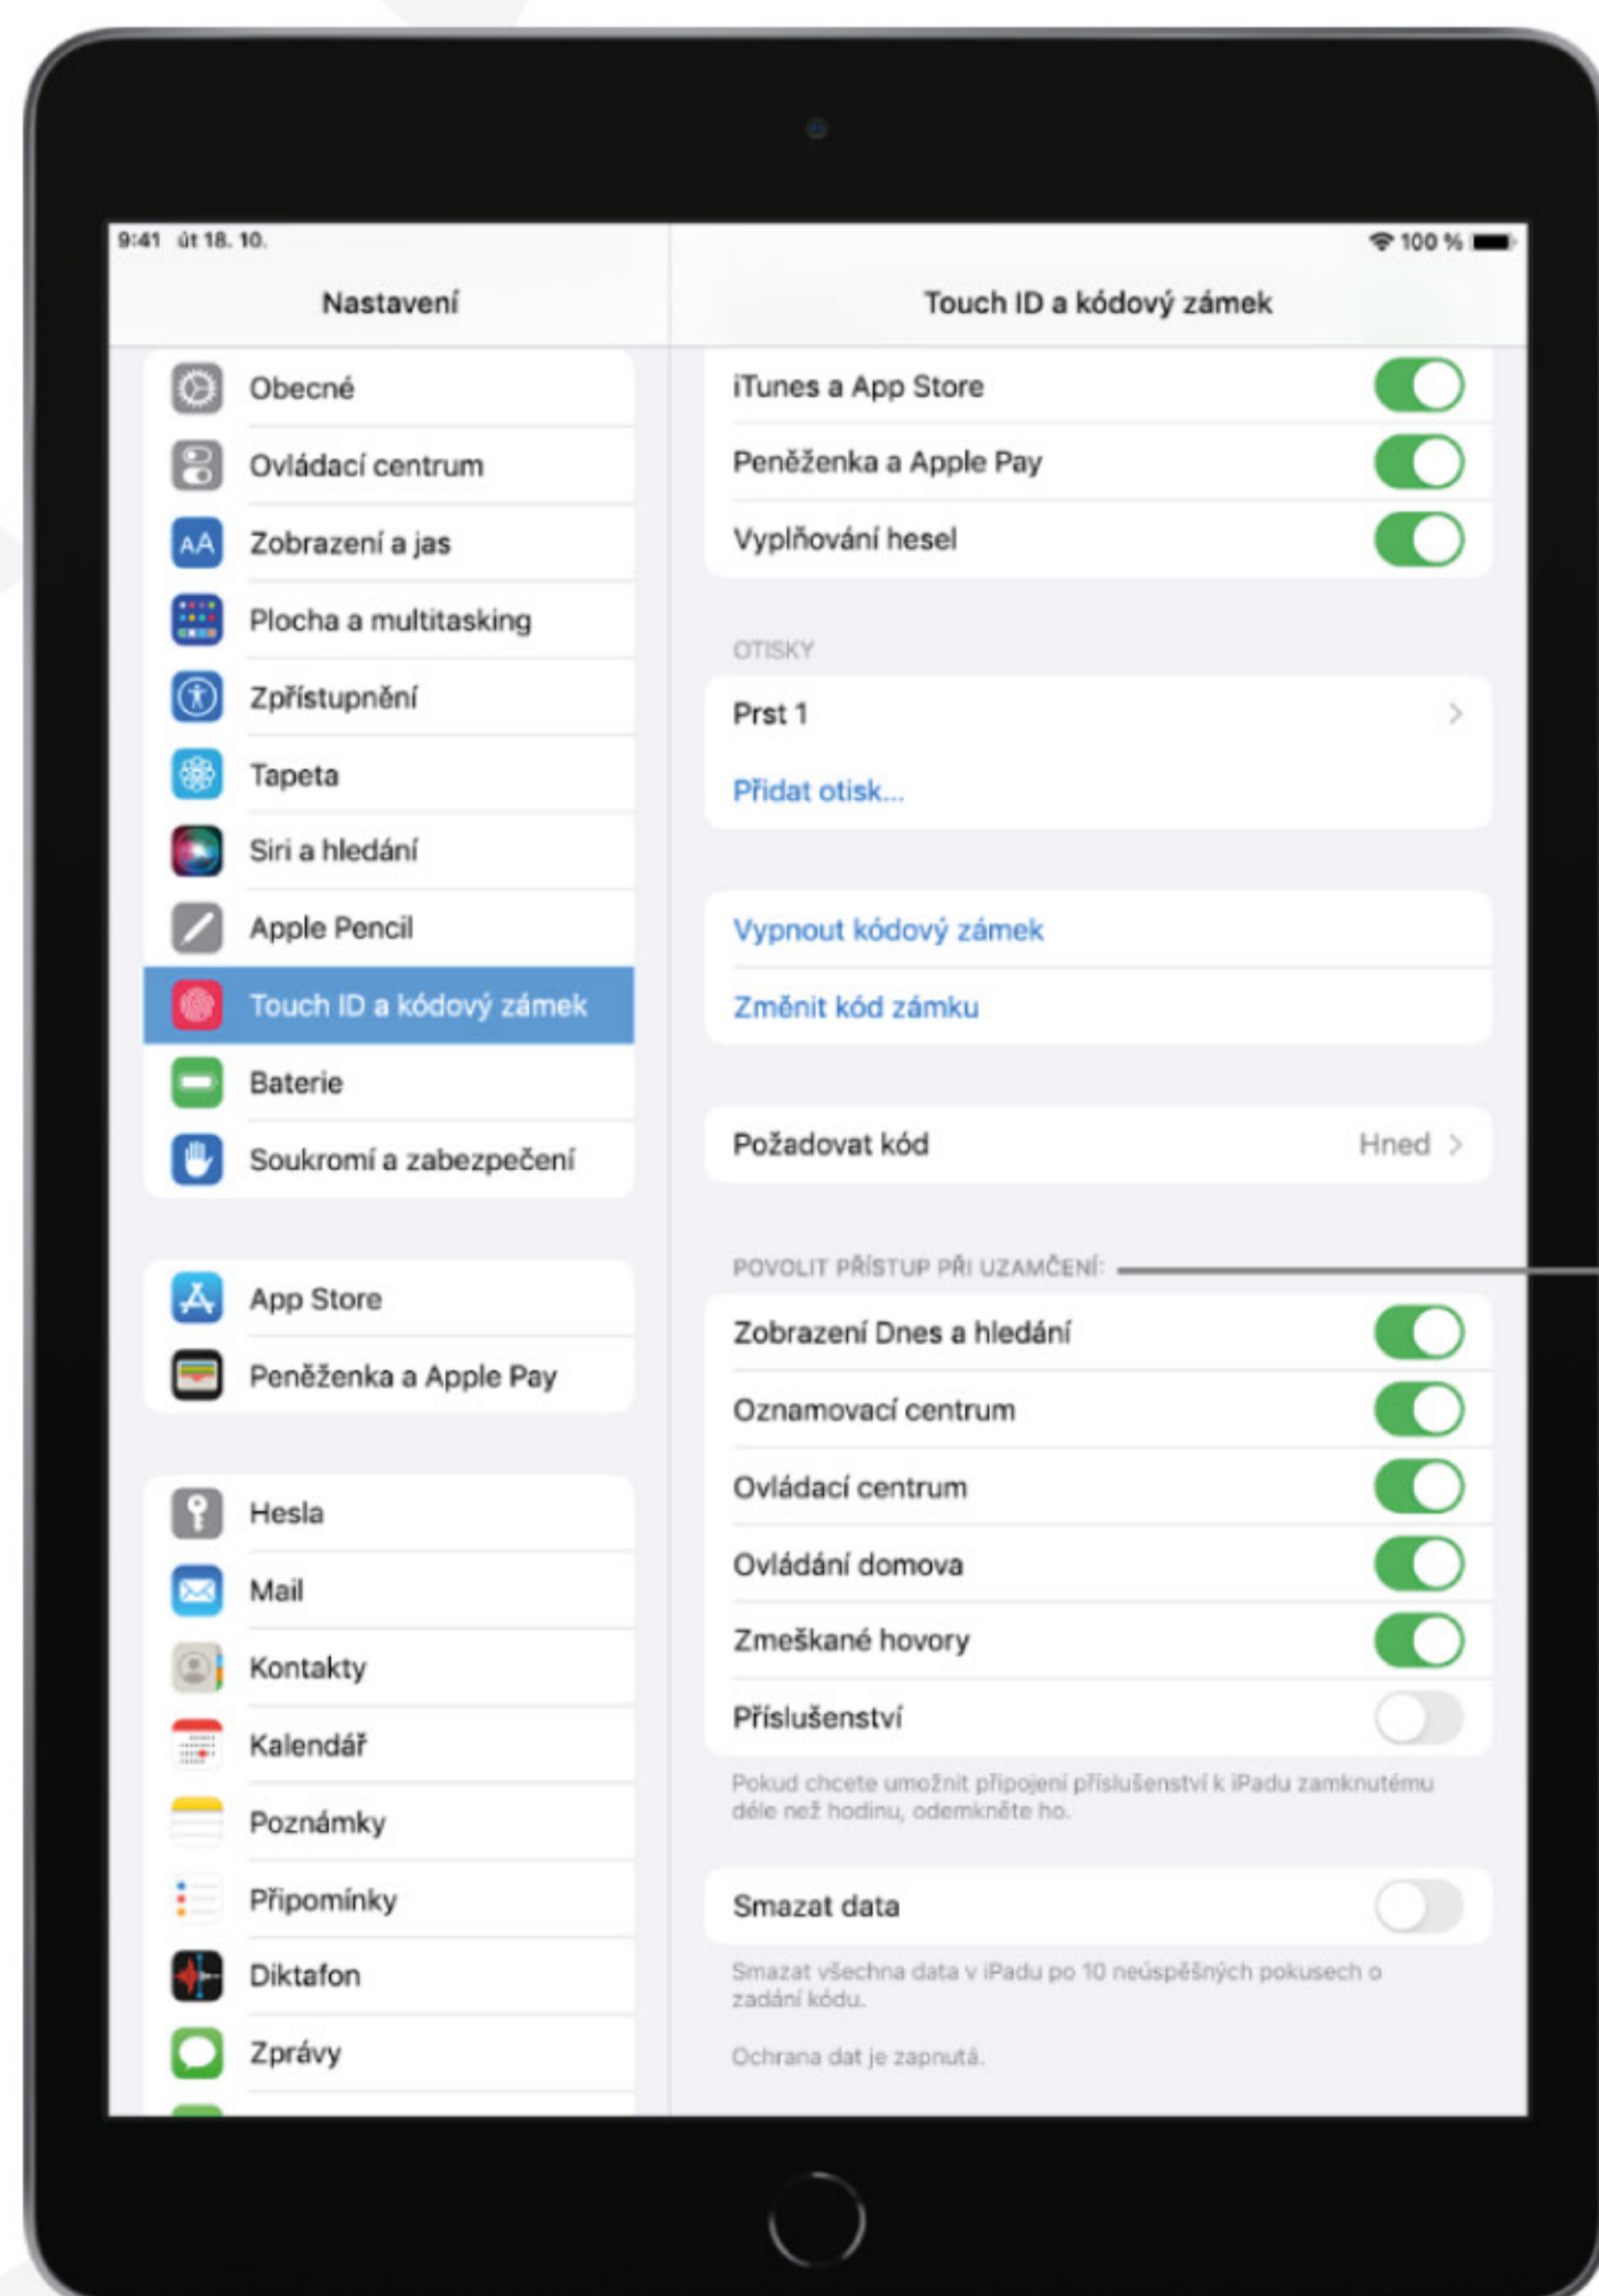 9:41 út 18. 10.
100 %
Nastavení
Obecné
Ovládací centrum
AA
Zobrazení a jas
Plocha a multitasking
Zpřístupnění
Tapeta
Siri a hledání
Apple Pencil
Touch ID a kódový zámek
Baterie
Soukromí a zabezpečení
App Store
Peněženka a Apple Pay
Hesla
Mail
Kontakty
Kalendář
Poznámky
Připomínky
Diktafon
Zprávy
Touch ID a kódový zámek
iTunes a App Store
Peněženka a Apple Pay
Vyplňování hesel
OTISKY
Prst 1
Přidat otisk...
Vypnout kódový zámek
Změnit kód zámku
Požadovat kód Hned
POVOLIT PŘÍSTUP PŘI UZAMČENÍ:
Zobrazení Dnes a hledání
Oznamovací centrum
Ovládací centrum
Ovládání domova
Zmeškané hovory
Příslušenství
Pokud chcete umožnit připojení příslušenství k iPadu zamknutému
déle než hodinu, odemkněte ho.
Smazat data
Smazat všechna data v iPadu po 10 neúspěšných pokusech o
zadání kódu.
Ochrana dat je zapnutá.